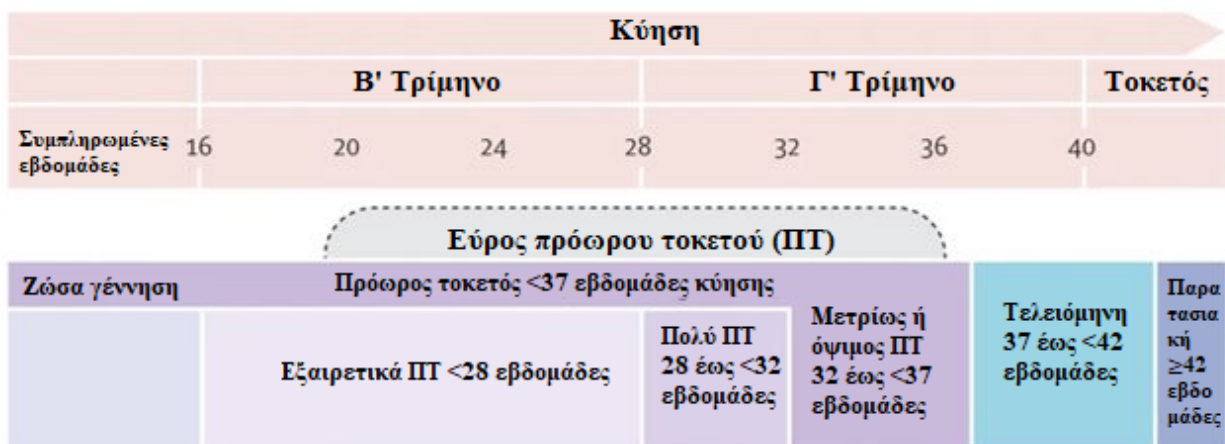 Κύηση
Β' Τρίμηνο Γ' Τρίμηνο Τοκετός
Συμπληρωμένες
εβδομάδες
16 20 24 28 32 36 40
Εύρος πρόωρου τοκετού (ΠΤ)
Ζώσα γέννηση
Πρόωρος τοκετός <37 εβδομάδες κύησης
Εξαιρετικά ΠΤ <28 εβδομάδες
Πολύ ΠΤ
28 έως <32
εβδομάδες
Μετρίως ή
όψιμος ΠΤ
32 έως <37
εβδομάδες
Τελειόμηνη
37 έως <42
εβδομάδες
Παρα
τασια
κή
≥42
εβδο
μάδες